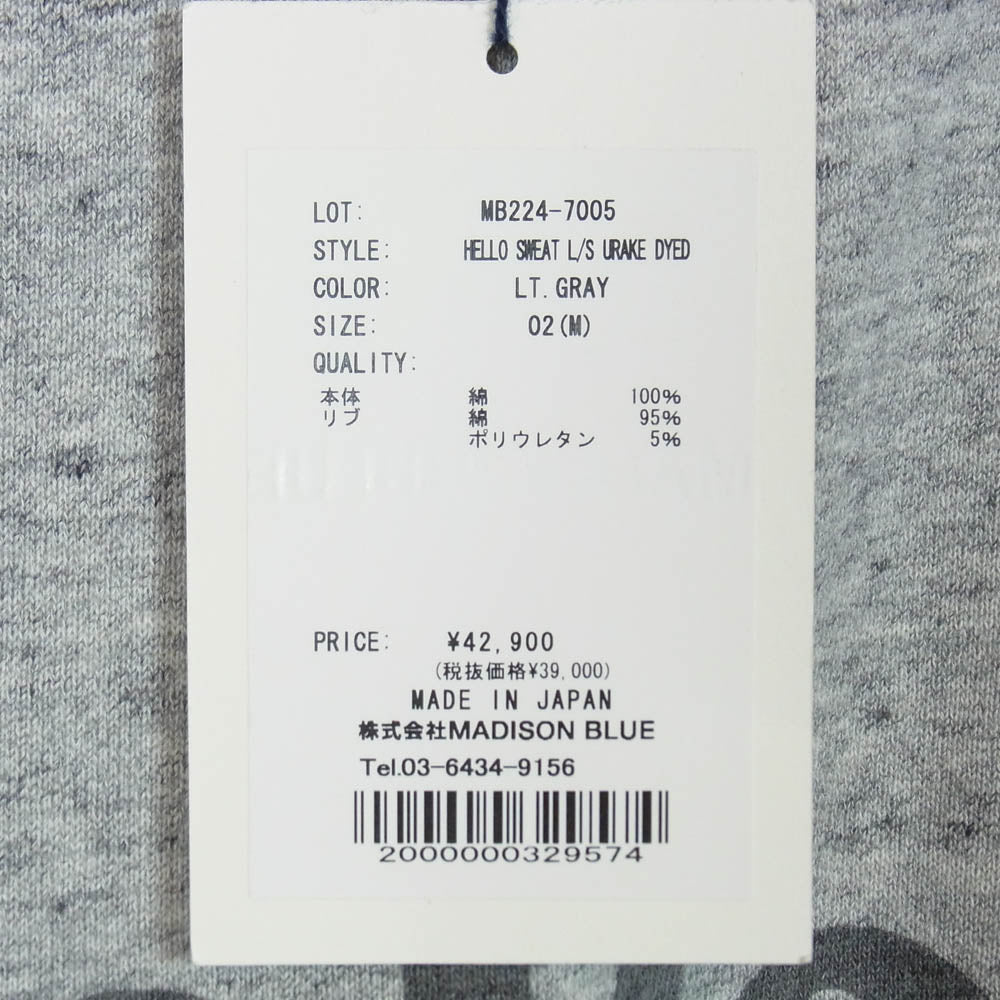 LOT: MB224-7005
STYLE: HELLO SWEAT L/S URAKE DYED
COLOR: LT.GRAY
SIZE: 02(M)
QUALITY:
本体 綿 100%
リブ 綿 95%
ポリウレタン 5%
PRICE: ¥42,900
(税抜価格¥39,000)
MADE IN JAPAN
株式会社MADISON BLUE
Tel.03-6434-9156
2000000329574